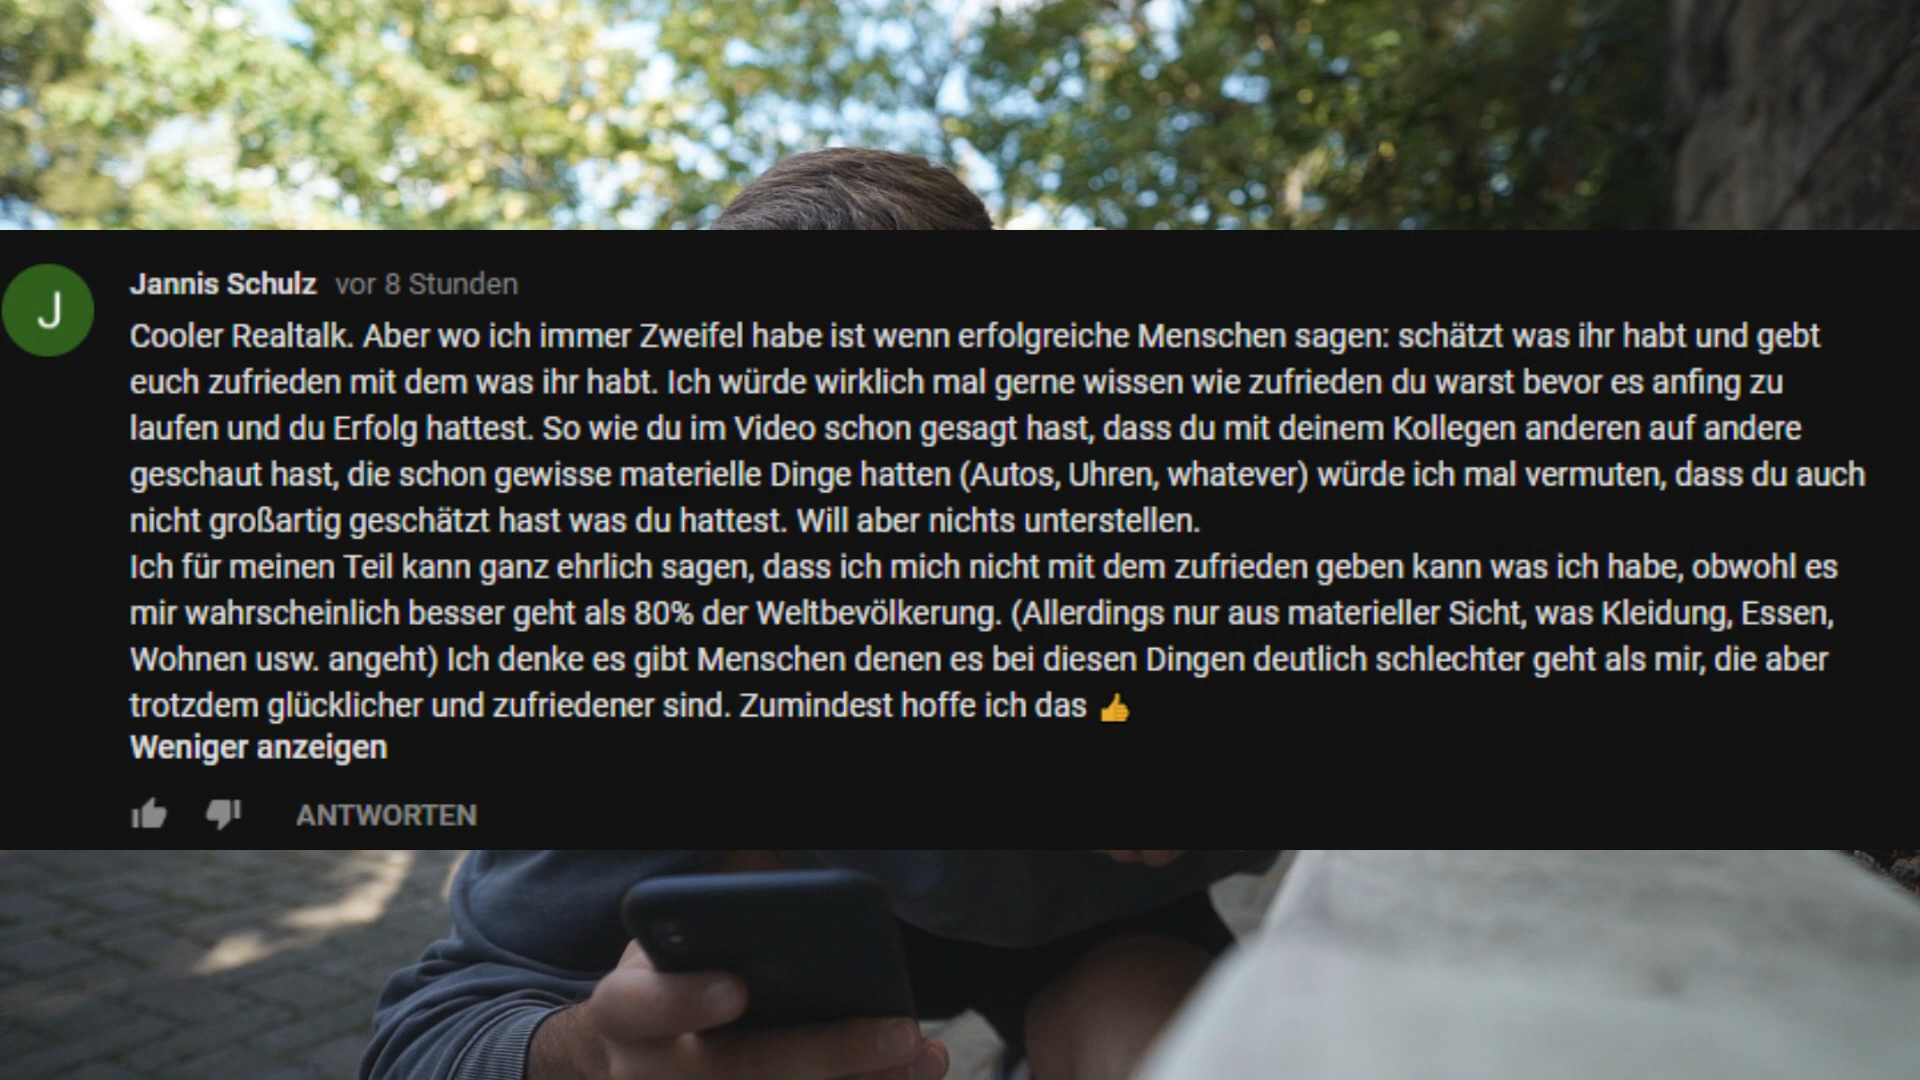 J
Jannis Schulz vor 8 Stunden
Cooler Realtalk. Aber wo ich immer Zweifel habe ist wenn erfolgreiche Menschen sagen: schätzt was ihr habt und gebt
euch zufrieden mit dem was ihr habt. Ich würde wirklich mal gerne wissen wie zufrieden du warst bevor es anfing zu
laufen und du Erfolg hattest. So wie du im Video schon gesagt hast, dass du mit deinem Kollegen anderen auf andere
geschaut hast, die schon gewisse materielle Dinge hatten (Autos, Uhren, whatever) würde ich mal vermuten, dass du auch
nicht großartig geschätzt hast was du hattest. Will aber nichts unterstellen.
Ich für meinen Teil kann ganz ehrlich sagen, dass ich mich nicht mit dem zufrieden geben kann was ich habe, obwohl es
mir wahrscheinlich besser geht als 80% der Weltbevölkerung. (Allerdings nur aus materieller Sicht, was Kleidung, Essen,
Wohnen usw. angeht) Ich denke es gibt Menschen denen es bei diesen Dingen deutlich schlechter geht als mir, die aber
trotzdem glücklicher und zufriedener sind. Zumindest hoffe ich das 👍
Weniger anzeigen
ANTWORTEN